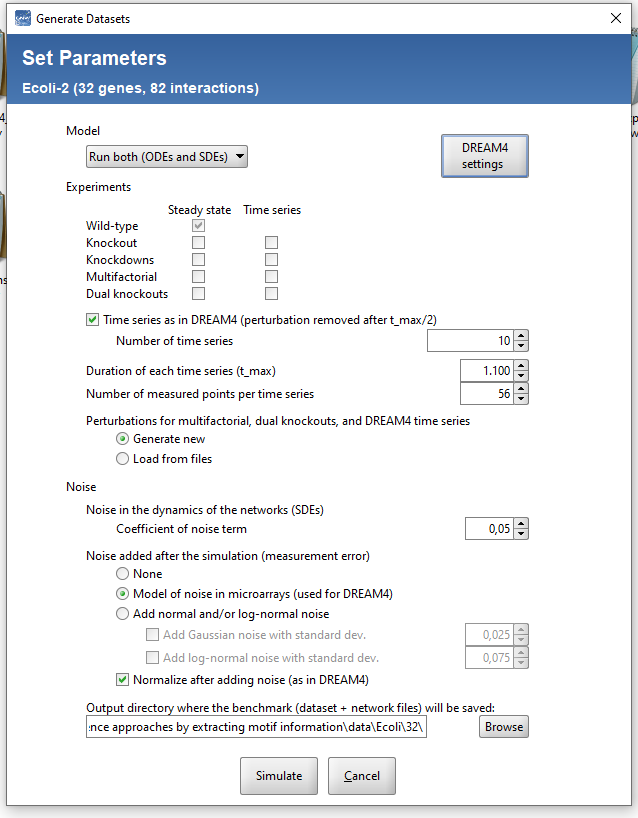 Generate Datasets
Set Parameters
Ecoli-2 (32 genes, 82 interactions)
Model
Run both (ODEs and SDEs)
DREAM4
settings
Experiments
Steady state Time series
Wild-type
Knockout
Knockdowns
Multifactorial
Dual knockouts
Time series as in DREAM4 (perturbation removed after t_max/2)
Number of time series 10
Duration of each time series (t_max) 1.100
Number of measured points per time series 56
Perturbations for multifactorial, dual knockouts, and DREAM4 time series
Generate new
Load from files
Noise
Noise in the dynamics of the networks (SDEs)
Coefficient of noise term 0,05
Noise added after the simulation (measurement error)
None
Model of noise in microarrays (used for DREAM4)
Add normal and/or log-normal noise
Add Gaussian noise with standard dev. 0,025
Add log-normal noise with standard dev. 0,075
Normalize after adding noise (as in DREAM4)
Output directory where the benchmark (dataset + network files) will be saved:
nce approaches by extracting motif information\data\Ecoli\32\ Browse
Simulate Cancel